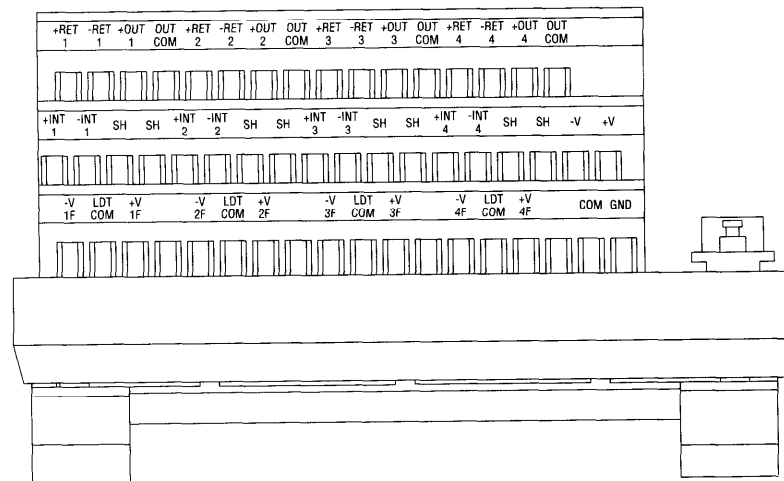 +RET -RET +OUT OUT +RET -RET +OUT OUT +RET -RET +OUT OUT +RET -RET +OUT OUT
1 1 1 COM 2 2 2 COM 3 3 3 COM 4 4 4 COM
+INT -INT SH SH +INT -INT SH SH +INT -INT SH SH +INT -INT SH SH -V +V
1 1 2 2 3 3 4 4
-V LDT +V -V LDT +V -V LDT +V -V LDT +V COM GND
1F COM 1F 2F COM 2F 3F COM 3F 4F COM 4F